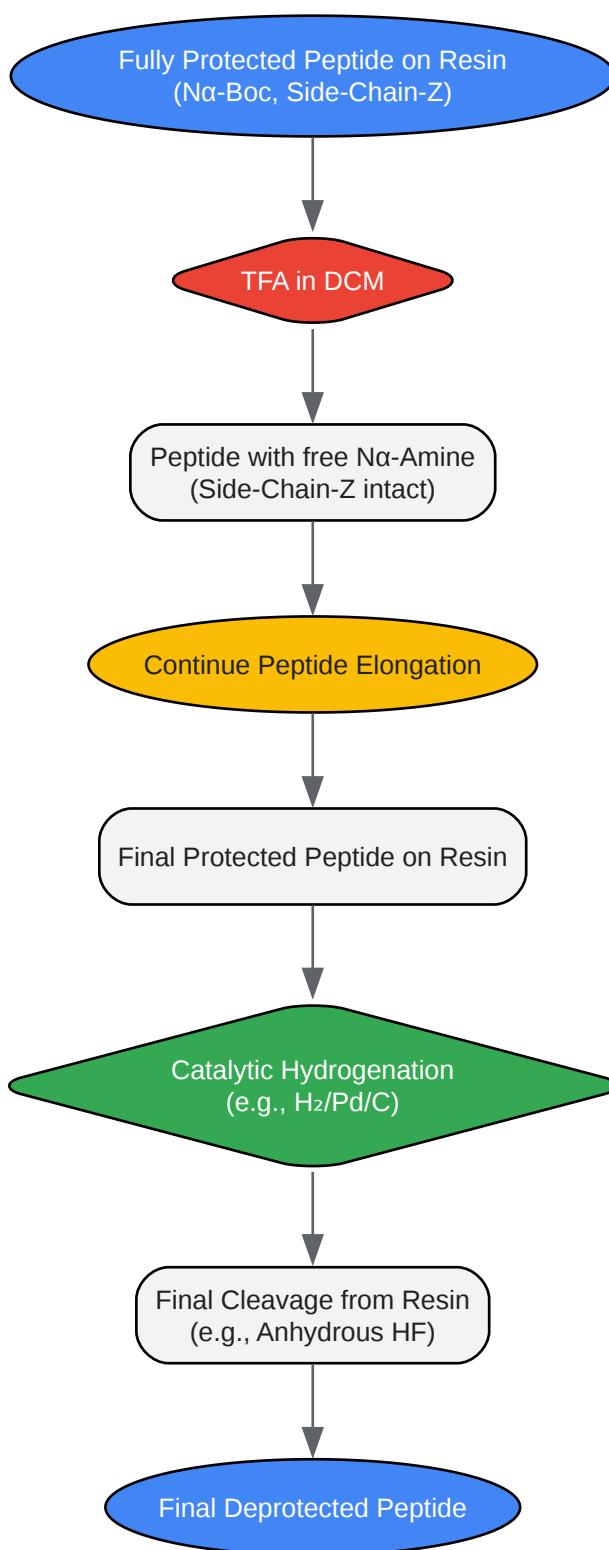 Fully Protected Peptide on Resin
(Nα-Boc, Side-Chain-Z)
TFA in DCM
Peptide with free Nα-Amine
(Side-Chain-Z intact)
Continue Peptide Elongation
Final Protected Peptide on Resin
Catalytic Hydrogenation
(e.g., H₂/Pd/C)
Final Cleavage from Resin
(e.g., Anhydrous HF)
Final Deprotected Peptide